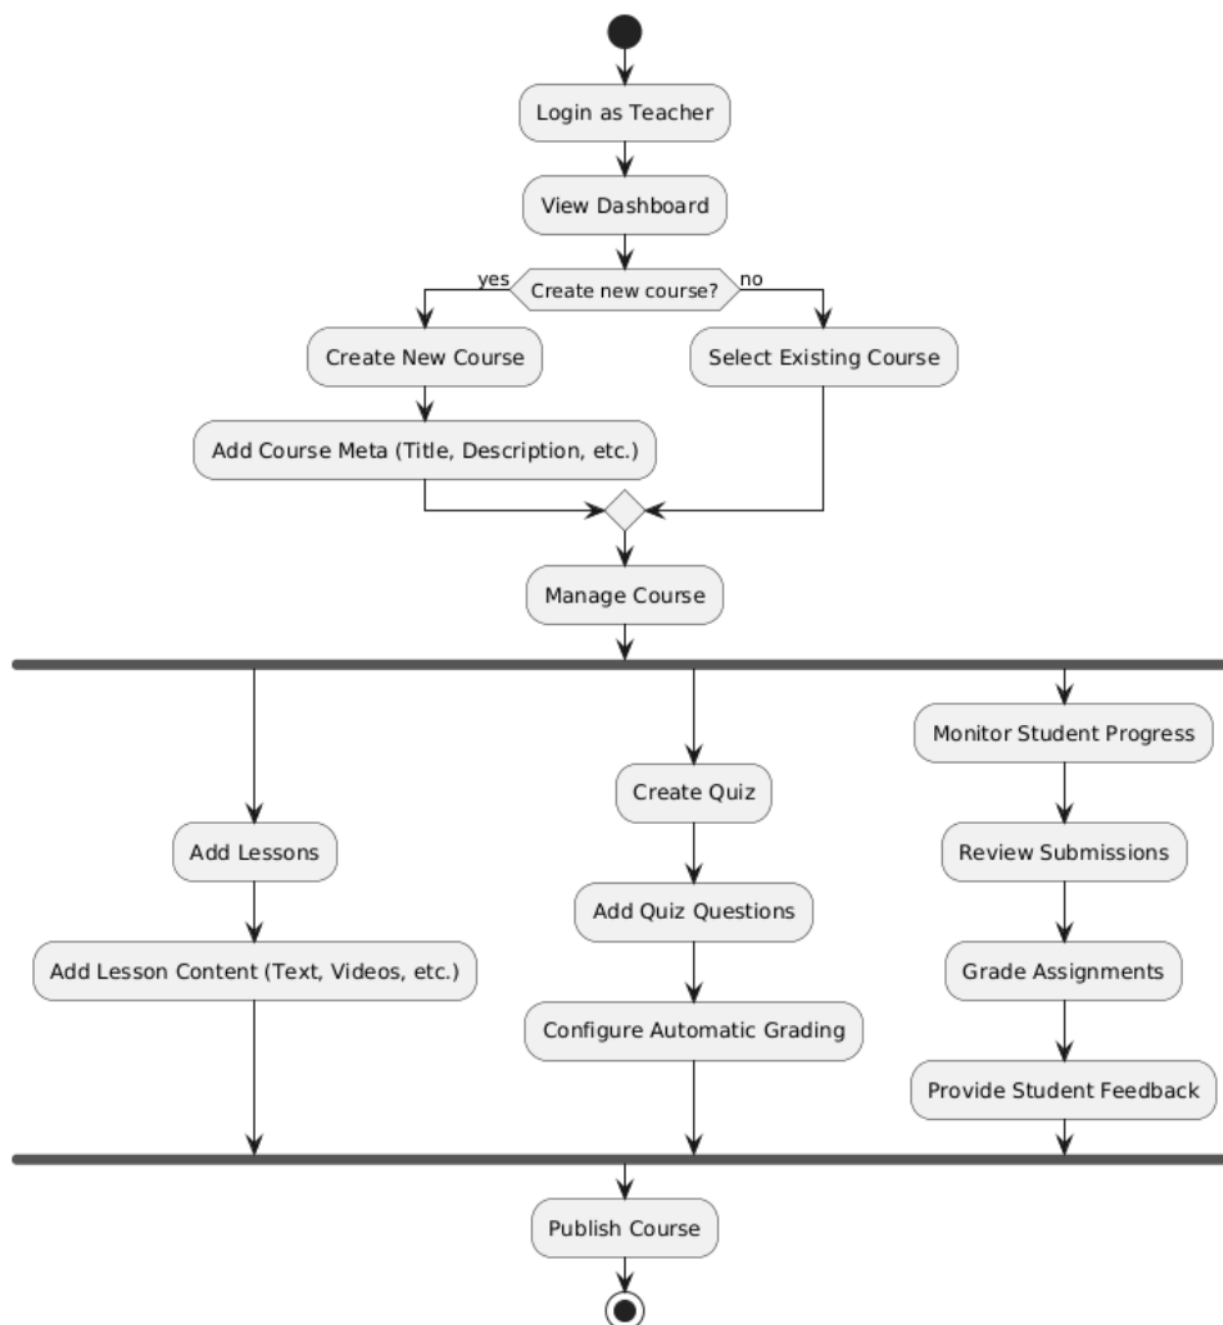 Login as Teacher
View Dashboard
yes
Create new course?
no
Create New Course
Select Existing Course
Add Course Meta (Title, Description, etc.)
Manage Course
Add Lessons
Add Lesson Content (Text, Videos, etc.)
Create Quiz
Add Quiz Questions
Configure Automatic Grading
Monitor Student Progress
Review Submissions
Grade Assignments
Provide Student Feedback
Publish Course